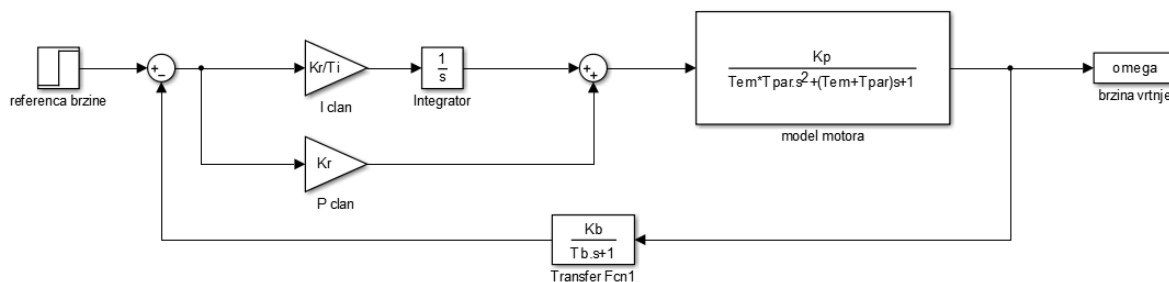 referenca brzine
+
−
Kr/Ti
I clan
1
s
Integrator
+
+
Kp
Tem*Tpar.s²+(Tem+Tpar)s+1
model motora
omega
brzina vrtnje
Kr
P clan
Kb
Tb.s+1
Transfer Fcn1